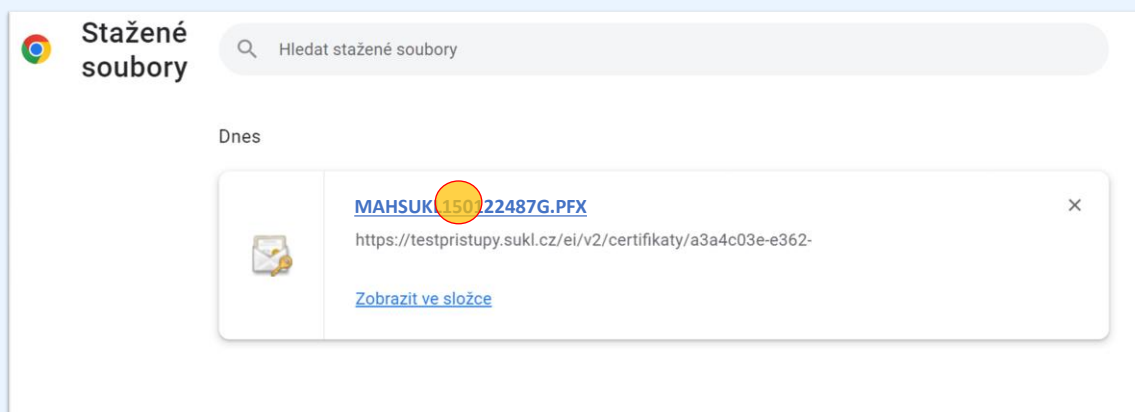 Stažené
soubory
Hledat stažené soubory
Dnes
MAHSUKL150122487G.PFX
https://testpristupy.sukl.cz/ei/v2/certifikaty/a3a4c03e-e362-
Zobrazit ve složce